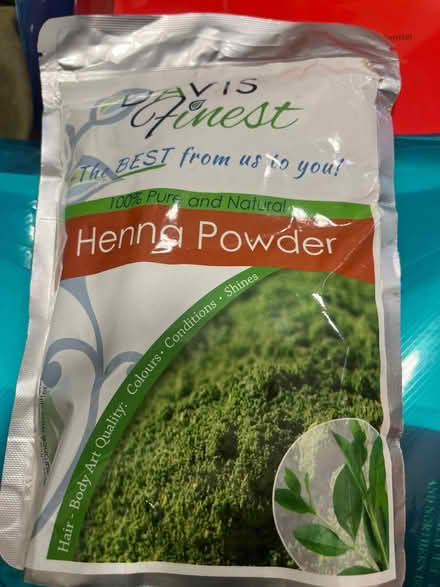 DAVIS
Finest
The BEST from us to you!
100% Pure and Natural
Henna Powder
Hair · Body Art Quality: Colours · Conditions · Shines